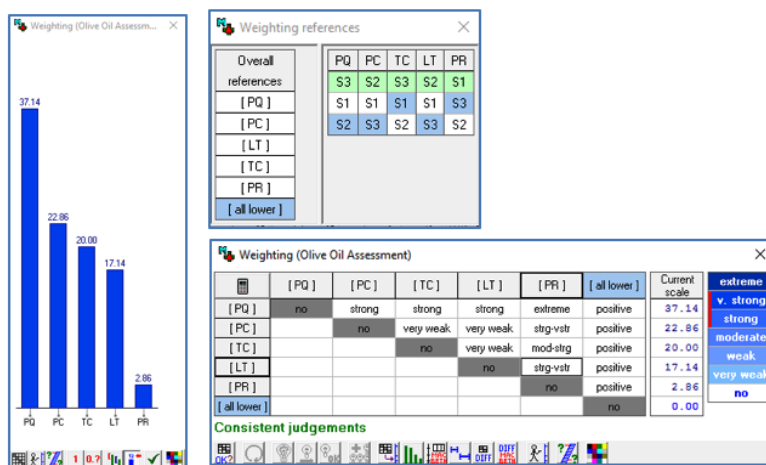 Weighting (Olive Oil Assessm...
37.14
22.86
20.00
17.14
2.86
PQ PC TC LT PR
1 0.?
Weighting references
Overall references
[ PQ ]
[ PC ]
[ LT ]
[ TC ]
[ PR ]
[ all lower ]
PQ PC TC LT PR
S3 S2 S3 S2 S1
S1 S1 S1 S1 S3
S2 S3 S2 S3 S2
Weighting (Olive Oil Assessment)
[ PQ ] [ PC ] [ TC ] [ LT ] [ PR ] [ all lower ] Current scale
[ PQ ] no strong strong strong extreme positive 37.14
[ PC ] no very weak very weak strg-vstr positive 22.86
[ TC ] no very weak mod-strg positive 20.00
[ LT ] no strg-vstr positive 17.14
[ PR ] no positive 2.86
[ all lower ] no 0.00
extreme
v. strong
strong
moderate
weak
very weak
no
Consistent judgements
OK? DIFF DIFF